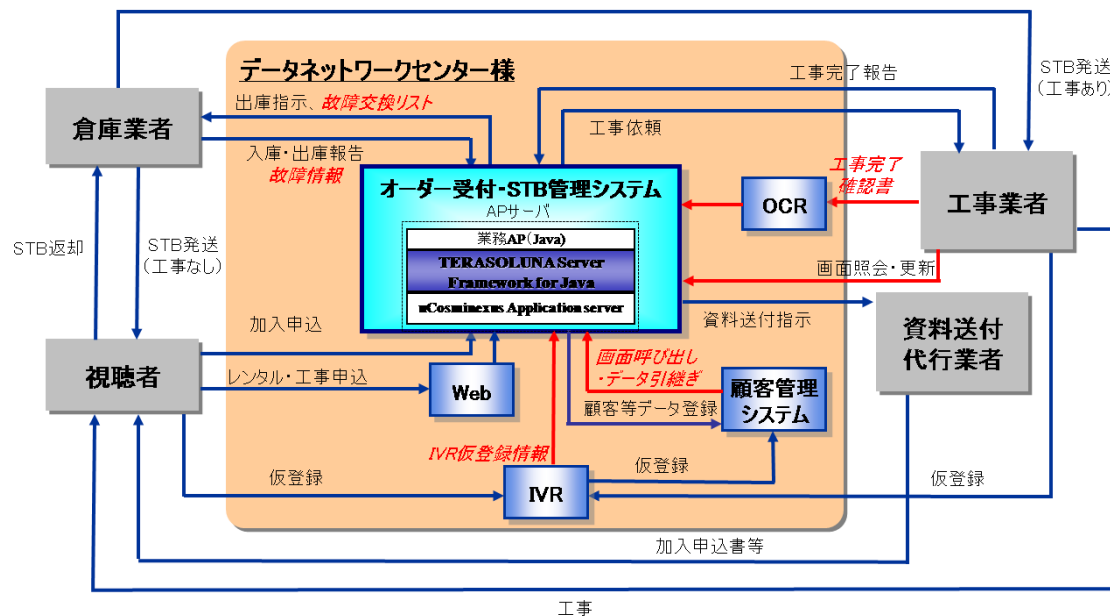 データネットワークセンター様
工事完了報告
STB発送
(工事あり)
出庫指示、故障交換リスト
工事依頼
倉庫業者
入庫・出庫報告
故障情報
工事完了
確認書
オーダー受付・STB管理システム
APサーバ
OCR
工事業者
業務AP(Java)
STB返却
STB発送
(工事なし)
TERASOLUNA Server
Framework for Java
画面照会・更新
uCosminexus Application server
資料送付指示
加入申込
資料送付
代行業者
画面呼び出し
・データ引継ぎ
視聴者
レンタル・工事申込
Web
顧客管理
システム
顧客等データ登録
IVR仮登録情報
仮登録
仮登録
仮登録
IVR
加入申込書等
工事